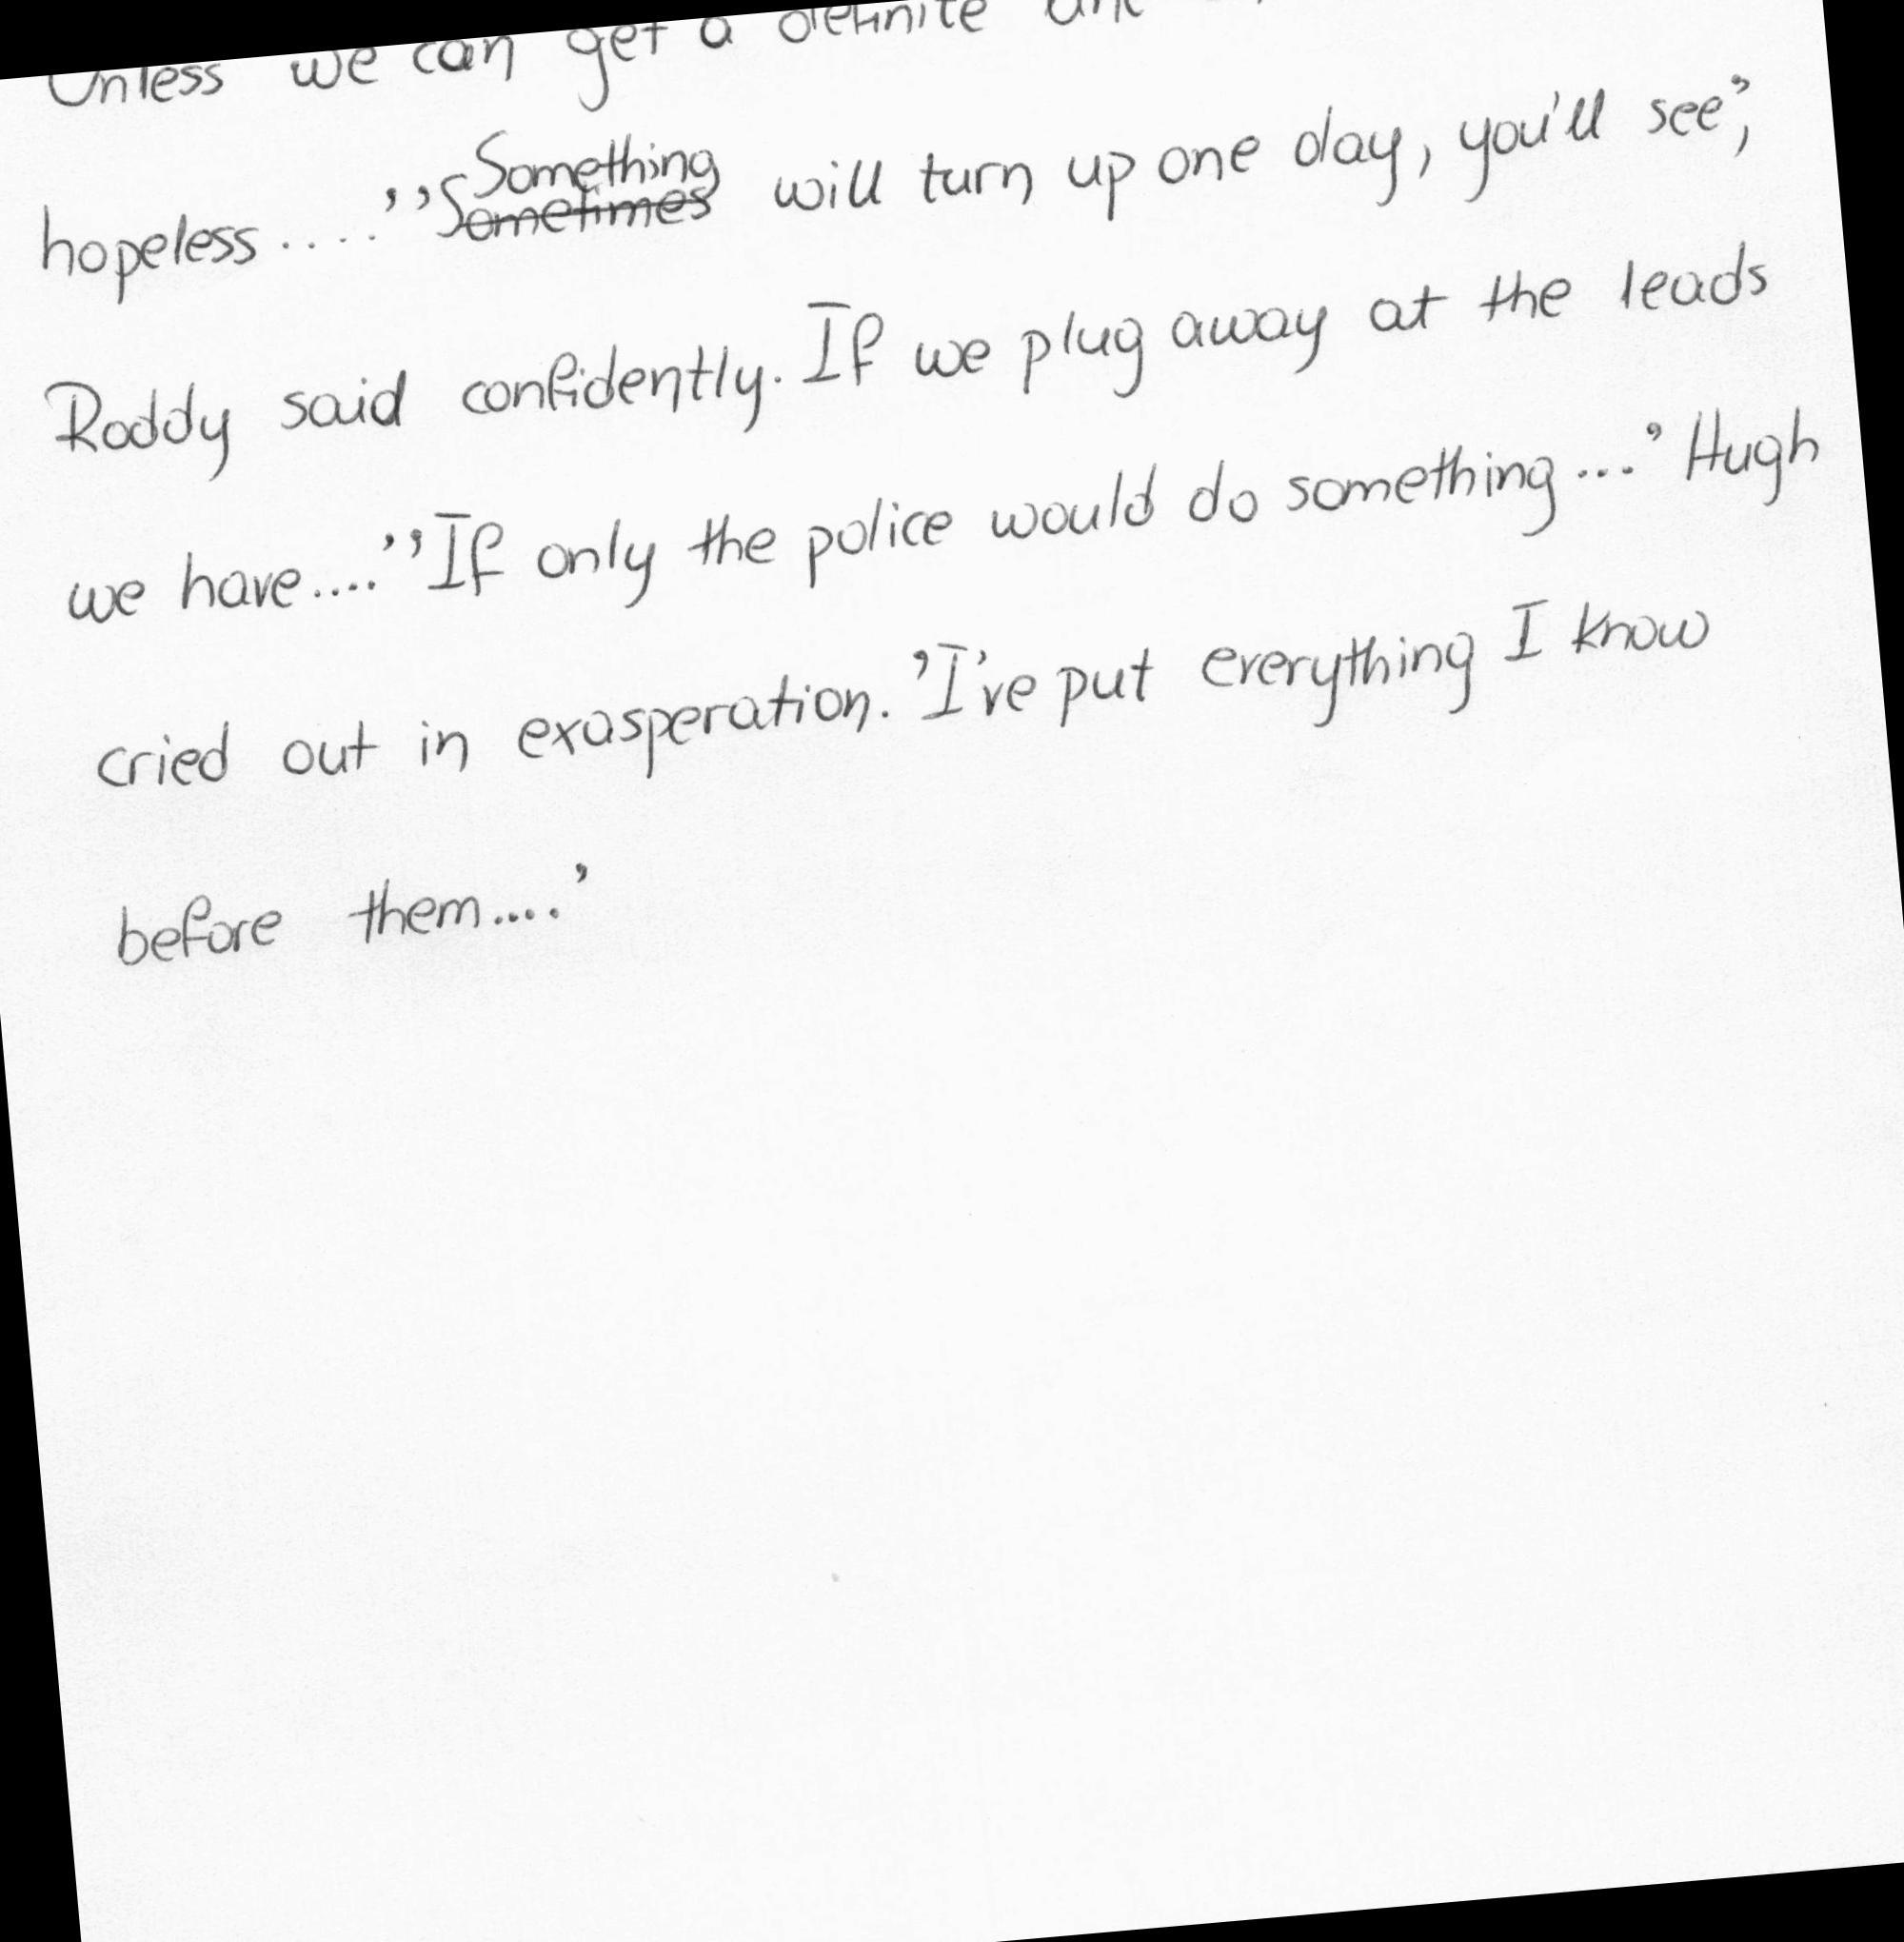 Unless we can get a definite
hopeless ....' 'Something will turn up one day, you'll see',
Roddy said confidently. If we plug away at the leads
we have....' 'If only the police would do something ...' Hugh
cried out in exasperation. 'I've put everything I know
before them....'